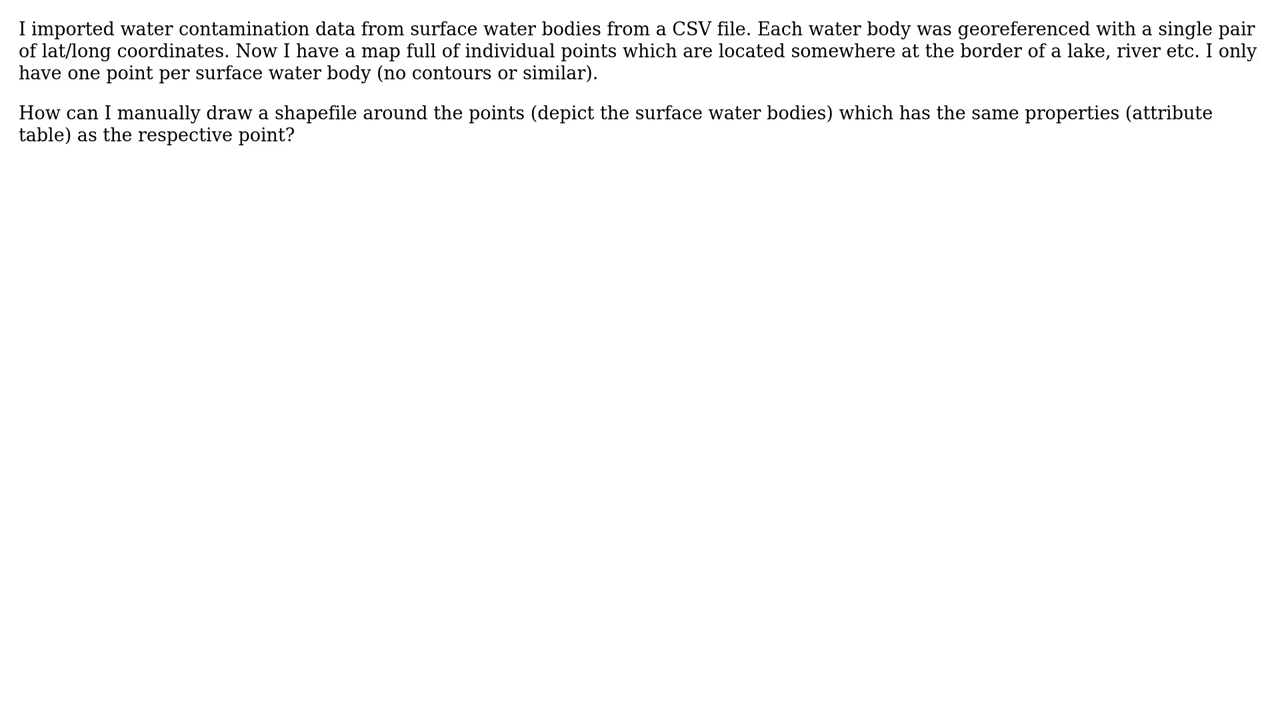 I imported water contamination data from surface water bodies from a CSV file. Each water body was georeferenced with a single pair
of lat/long coordinates. Now I have a map full of individual points which are located somewhere at the border of a lake, river etc. I only
have one point per surface water body (no contours or similar).
How can I manually draw a shapefile around the points (depict the surface water bodies) which has the same properties (attribute
table) as the respective point?